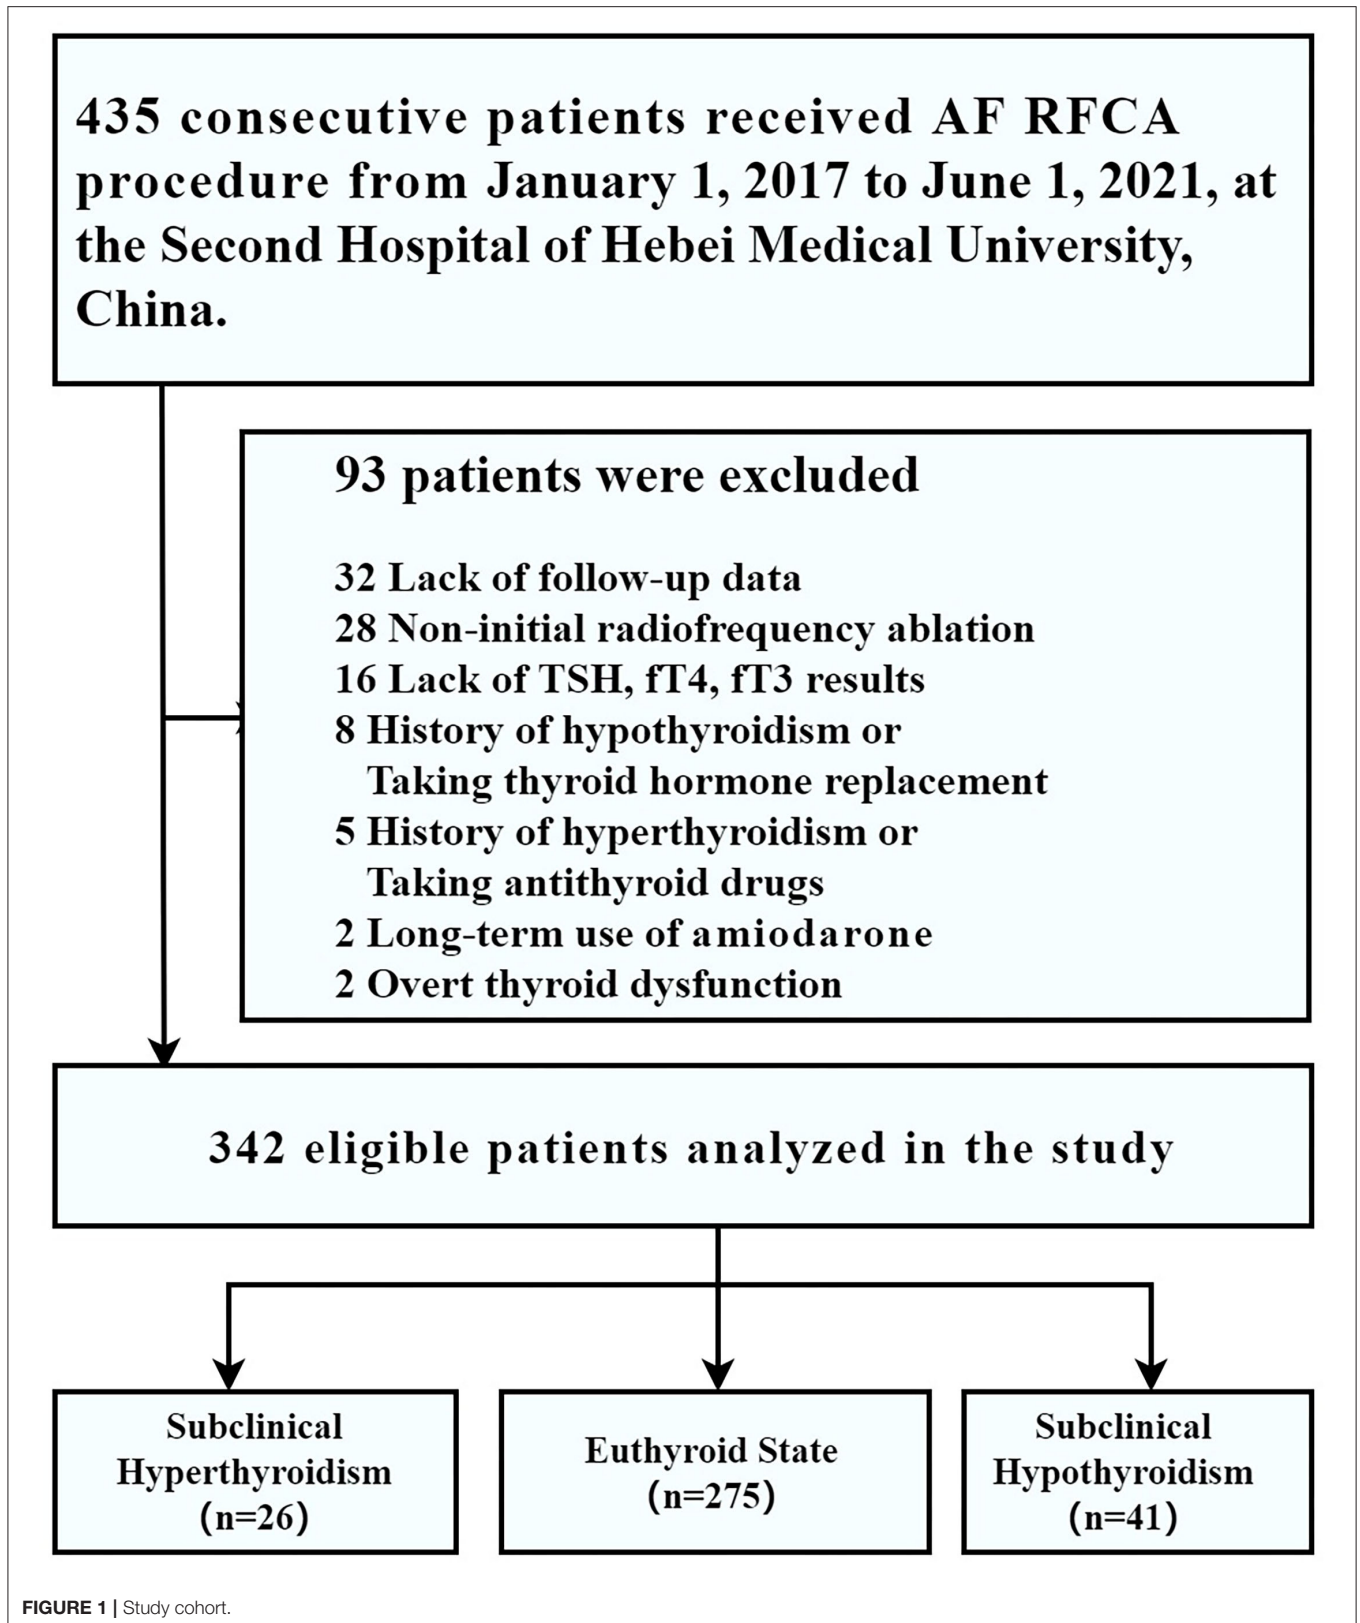 435 consecutive patients received AF RFCA
procedure from January 1, 2017 to June 1, 2021, at
the Second Hospital of Hebei Medical University,
China.
93 patients were excluded
32 Lack of follow-up data
28 Non-initial radiofrequency ablation
16 Lack of TSH, fT4, fT3 results
8 History of hypothyroidism or
Taking thyroid hormone replacement
5 History of hyperthyroidism or
Taking antithyroid drugs
2 Long-term use of amiodarone
2 Overt thyroid dysfunction
342 eligible patients analyzed in the study
Subclinical
Hyperthyroidism
(n=26)
Euthyroid State
(n=275)
Subclinical
Hypothyroidism
(n=41)
FIGURE 1 | Study cohort.